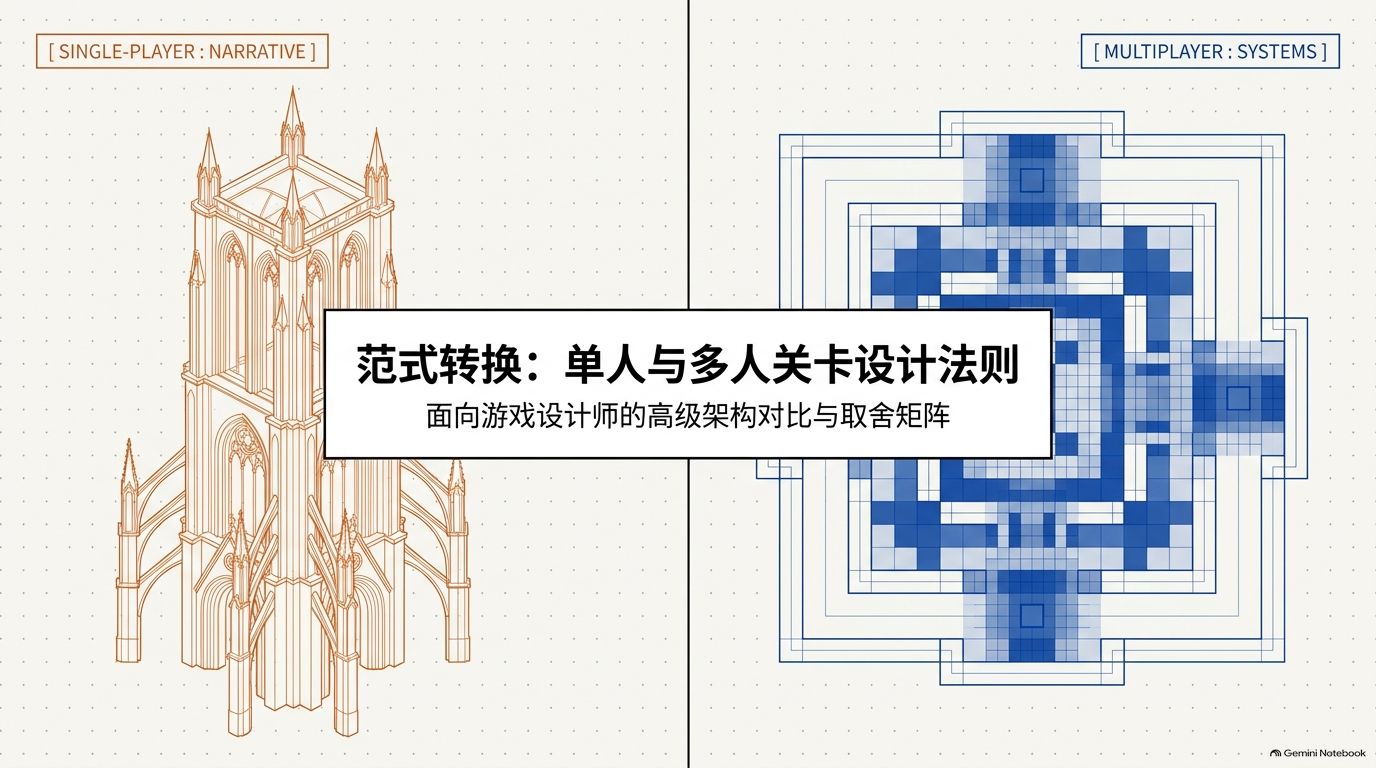 [ SINGLE-PLAYER : NARRATIVE ]
[ MULTIPLAYER : SYSTEMS ]
范式转换：单人与多人关卡设计法则
面向游戏设计师的高级架构对比与取舍矩阵
Gemini Notebook